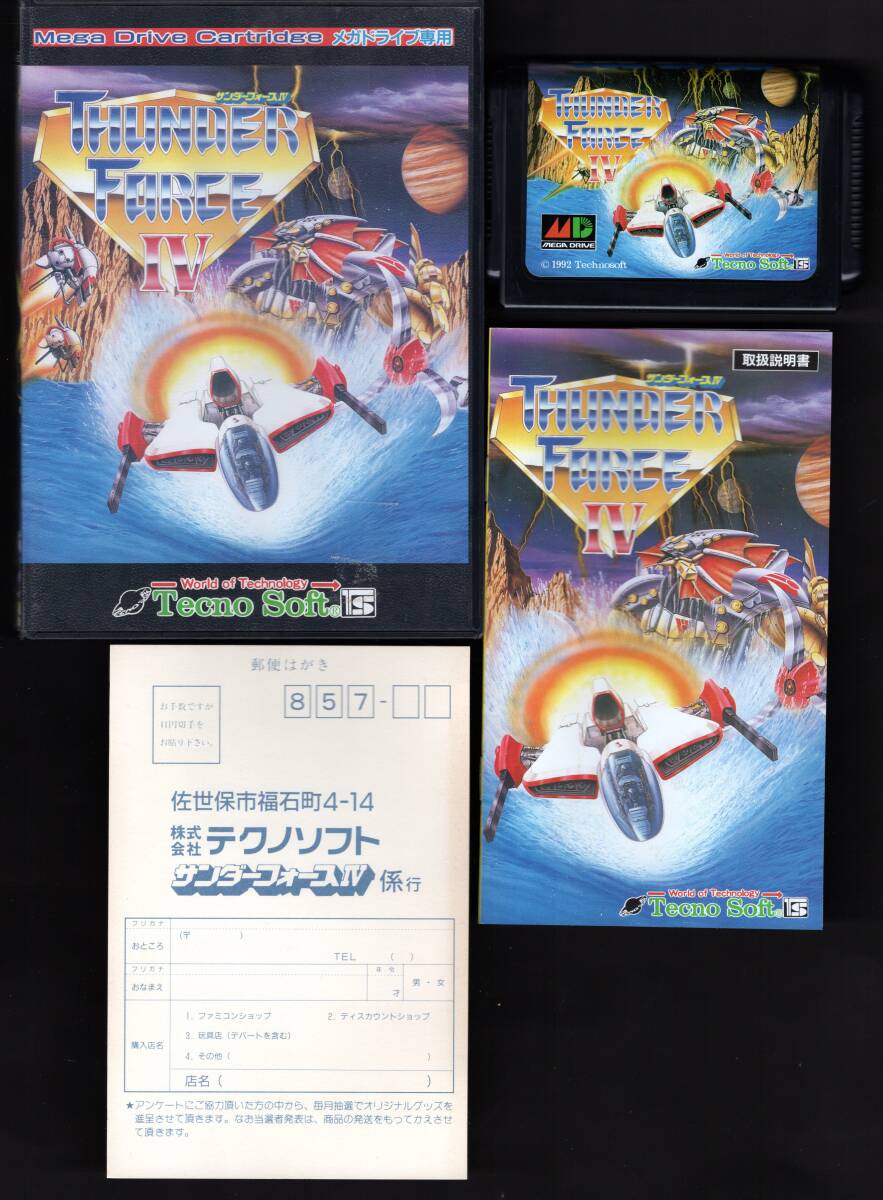 Mega Drive Cartridge メガドライブ専用
サンダーフォースIV
THUNDER
FORCE
IV
World of Technology
Tecno Soft®
THUNDER
FORCE
IV
MEGA DRIVE
© 1992 Technosoft
World of Technology
Tecno Soft®
取扱説明書
サンダーフォースIV
THUNDER
FORCE
IV
World of Technology
Tecno Soft®
郵便はがき
お手数ですが
41円切手を
お貼り下さい。
857-
佐世保市福石町4-14
株式会社 テクノソフト
サンダーフォースIV 係行
フリガナ
おところ
(〒 )
TEL ( )
フリガナ
おなまえ
年令
才
男・女
購入店名
1. ファミコンショップ 2. ディスカウントショップ
3. 玩具店(デパートを含む)
4. その他( )
店名( )
★アンケートにご協力頂いた方の中から、毎月抽選でオリジナルグッズを
進呈させて頂きます。なお当選者発表は、商品の発送をもってかえさせ
て頂きます。